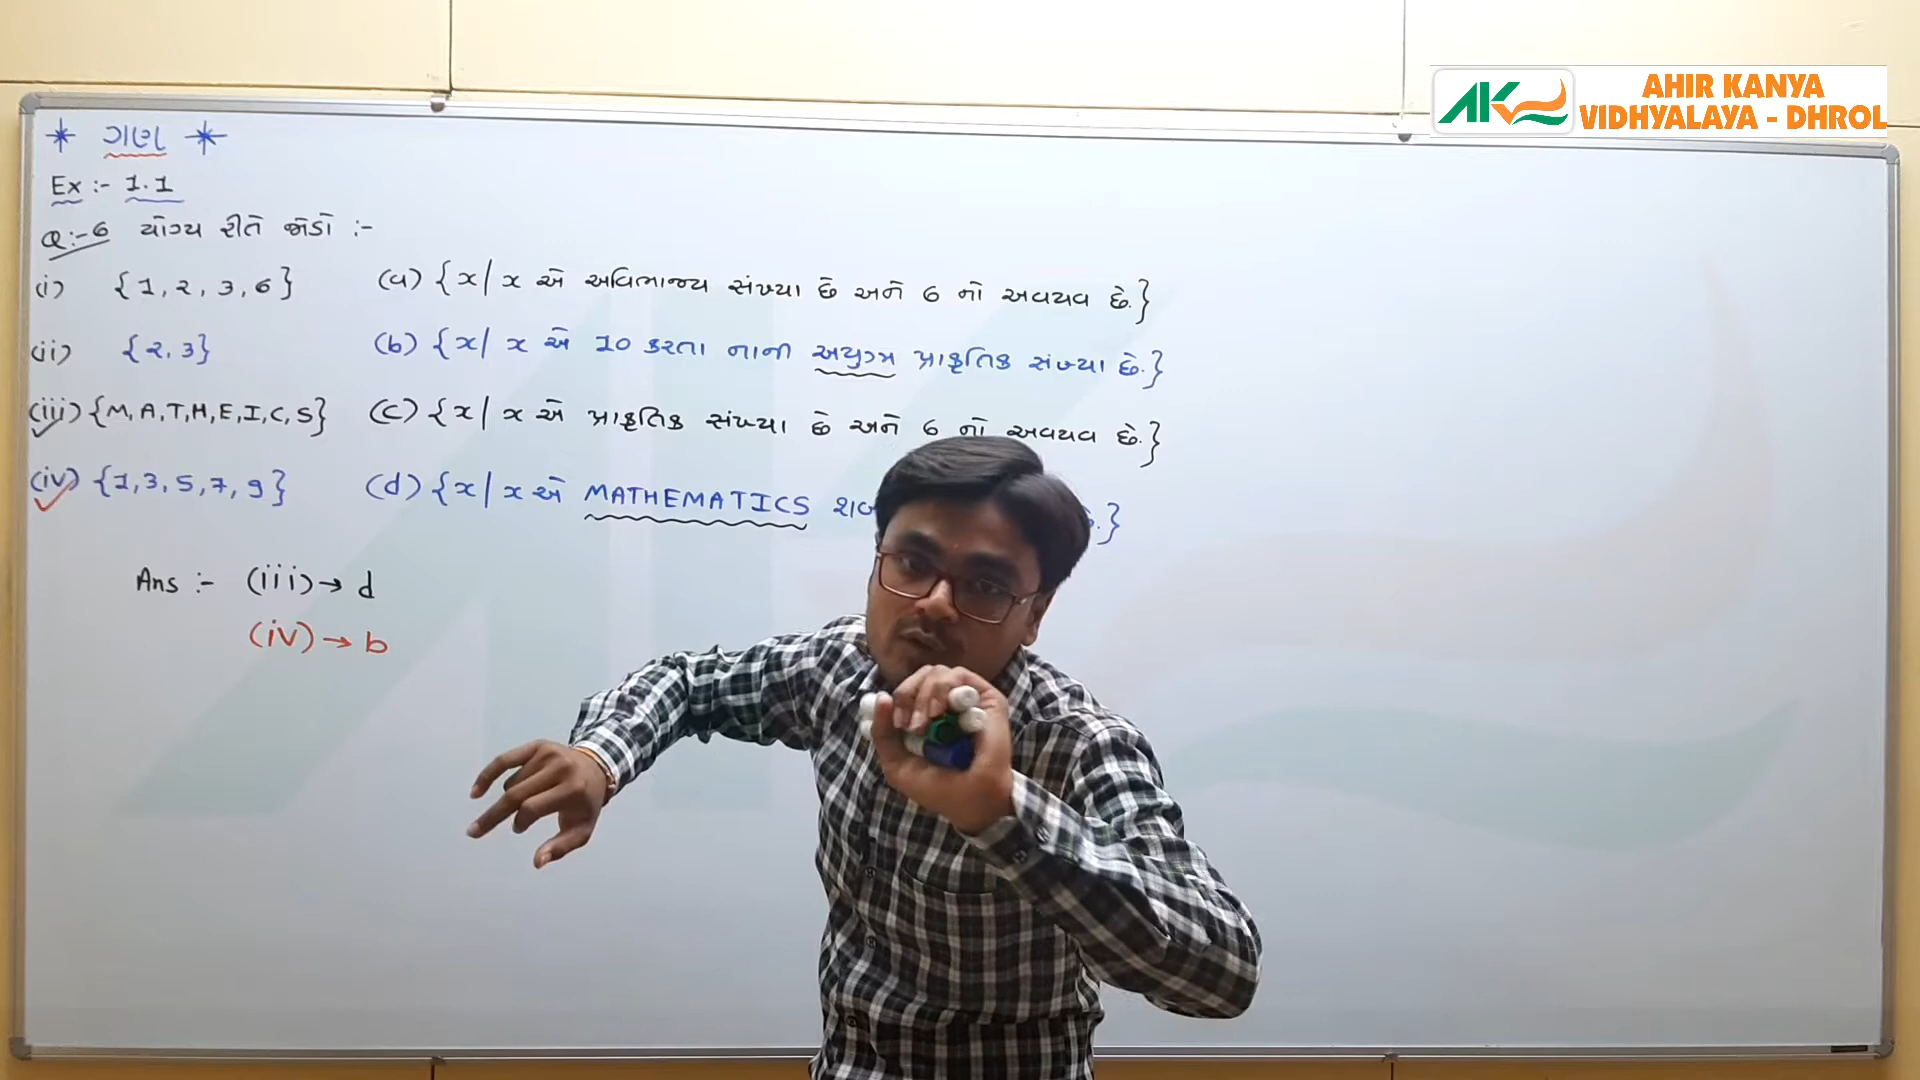 AHIR KANYA
VIDHYALAYA - DHROL
* ગણ *
Ex :- 1.1
Q:-6 યોગ્ય રીતે જોડો :-
(i) {1, 2, 3, 6} (a) {x | x એ અવિભાજ્ય સંખ્યા છે અને 6 નો અવયવ છે.}
(ii) {2, 3} (b) {x | x એ 10 કરતા નાની અયુગ્મ પ્રાકૃતિક સંખ્યા છે.}
(iii) {M, A, T, H, E, I, C, S} (c) {x | x એ પ્રાકૃતિક સંખ્યા છે અને 6 નો અવયવ છે.}
(iv) {1, 3, 5, 7, 9} (d) {x | x એ MATHEMATICS .}
Ans :- (iii) → d
(iv) → b